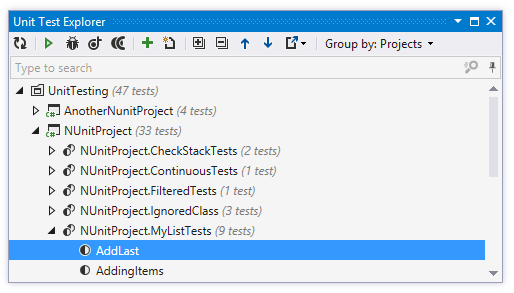 Unit Test Explorer
Group by: Projects
Type to search
UnitTesting (47 tests)
C# AnotherNunitProject (4 tests)
C# NUnitProject (33 tests)
NUnitProject.CheckStackTests (2 tests)
NUnitProject.ContinuousTests (1 test)
NUnitProject.FilteredTests (1 test)
NUnitProject.IgnoredClass (3 tests)
NUnitProject.MyListTests (9 tests)
AddLast
AddingItems